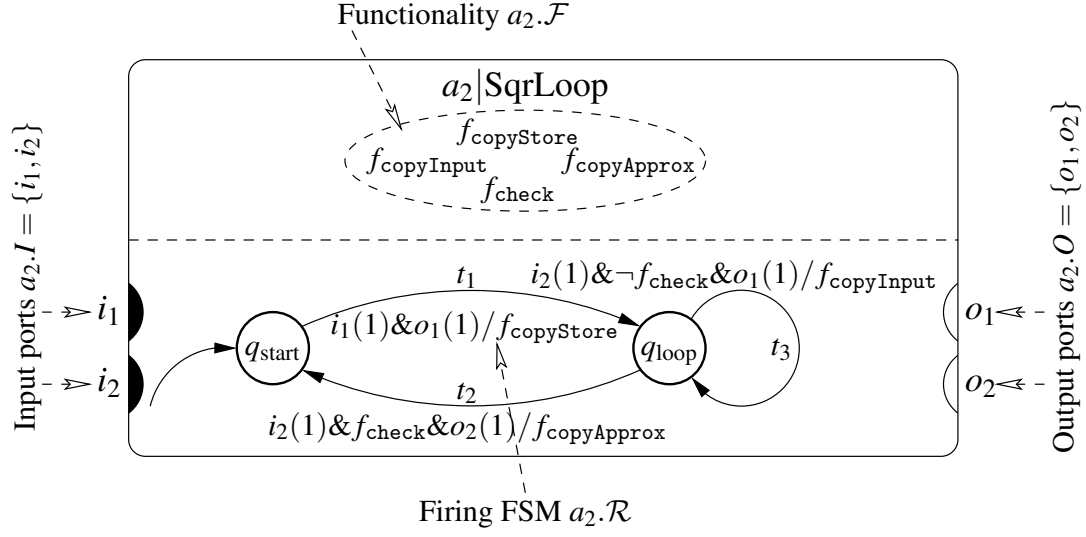 Functionality a₂.ℱ
a₂|SqrLoop
f_copyStore
f_copyInput f_copyApprox
f_check
Input ports a₂.I = {i₁, i₂}
Output ports a₂.O = {o₁, o₂}
t₁ i₂(1)&¬f_check&o₁(1)/f_copyInput
i₁ i₁(1)&o₁(1)/f_copyStore o₁
q_start q_loop t₃
i₂ t₂ o₂
i₂(1)&f_check&o₂(1)/f_copyApprox
Firing FSM a₂.ℛ